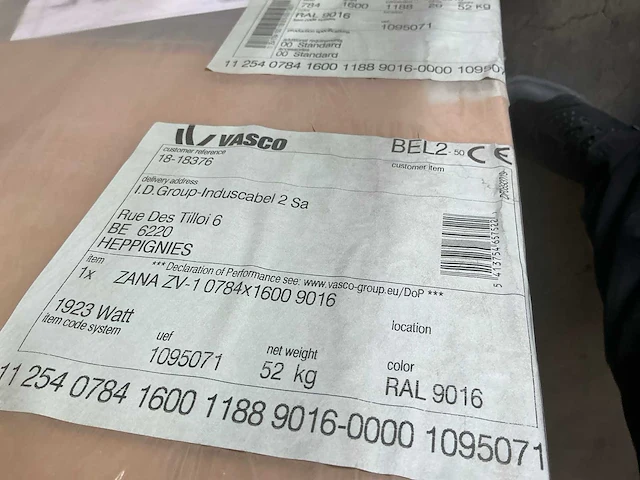 784 1600 1188 20 52 kg
RAL 9016 1095071
00 Standard
00 Standard
11 254 0784 1600 1188 9016-0000 109507
VASCO BEL2-50 CE
customer reference customer item
18-18376
delivery address
I.D. Group-Induscabel 2 Sa
Rue Des Tilloi 6
BE 6220
HEPPIGNIES
*** Declaration of Performance see: www.vasco-group.eu/DoP ***
item
1x ZANA ZV-1 0784x1600 9016
1923 Watt location
item code system uef net weight color
1095071 52 kg RAL 9016
11 254 0784 1600 1188 9016-0000 1095071